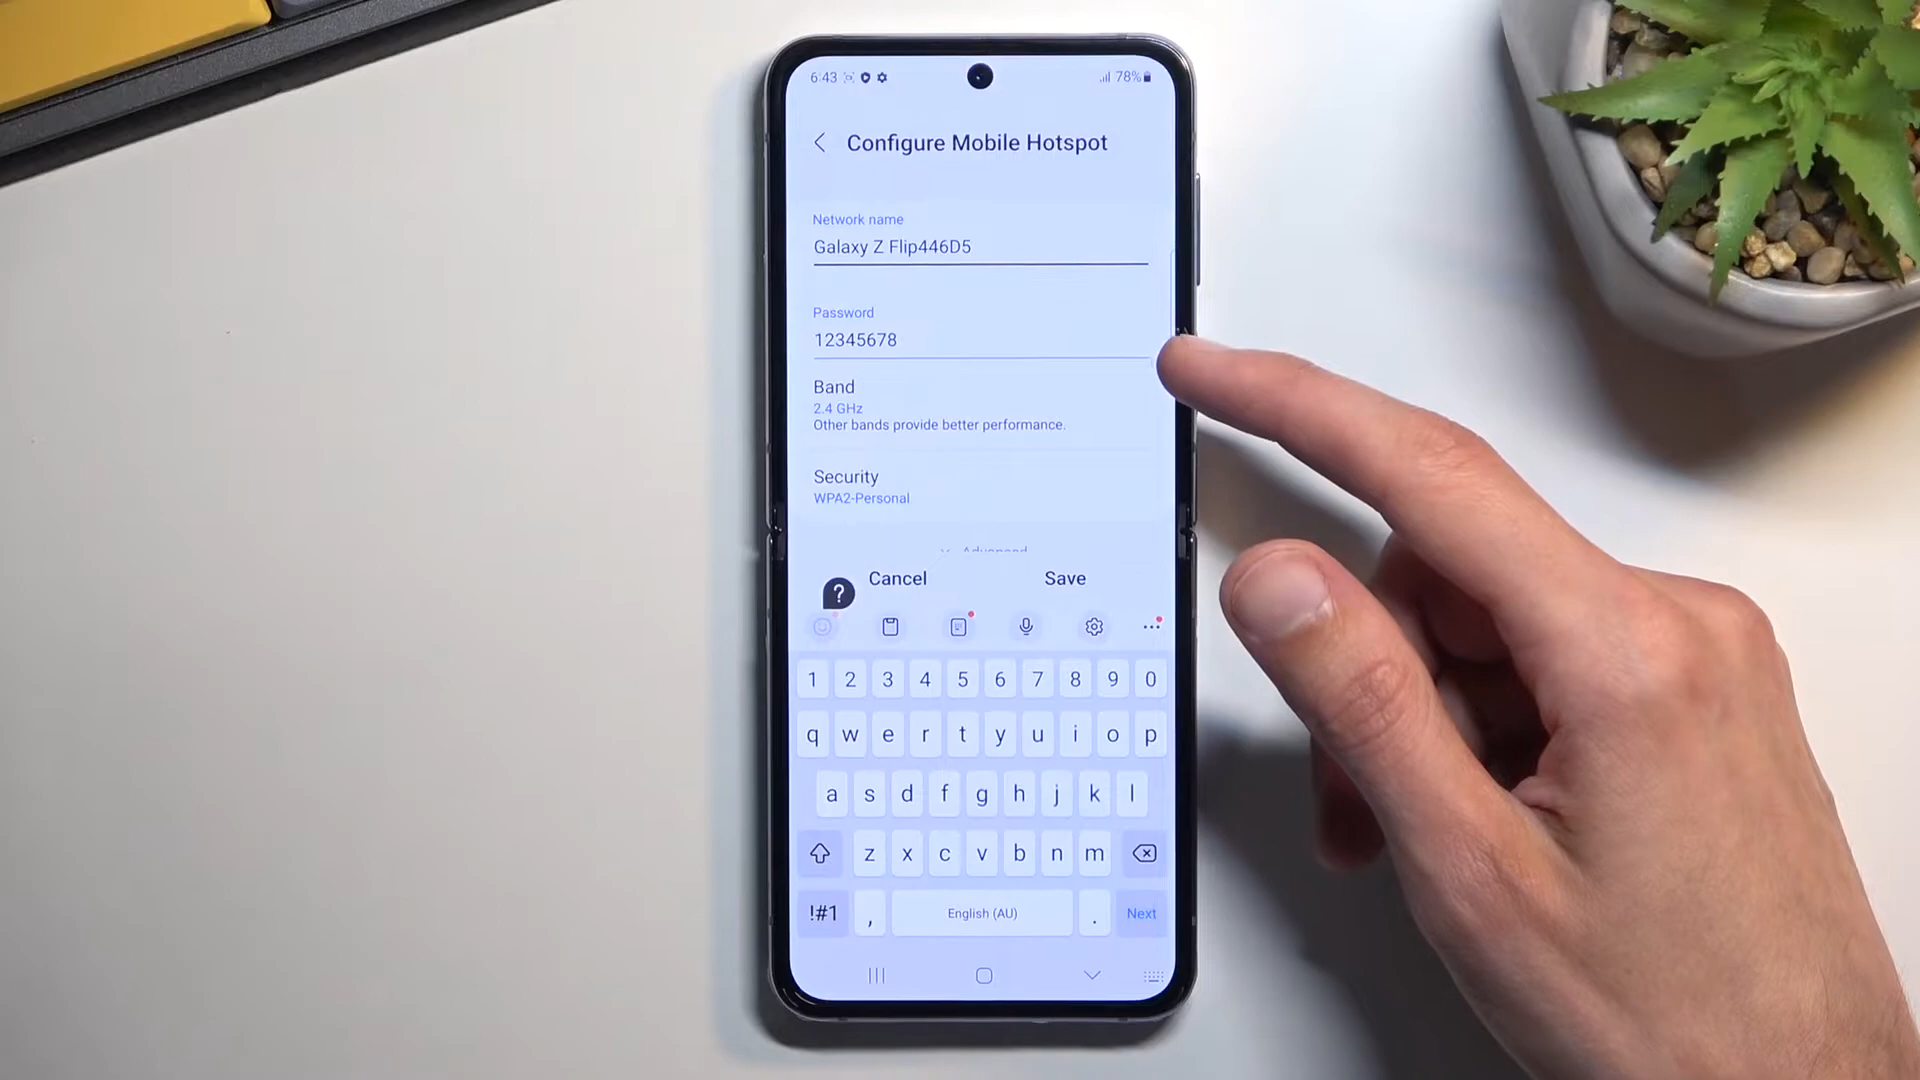 6:43 78%
Configure Mobile Hotspot
Network name
Galaxy Z Flip446D5
Password
12345678
Band
2.4 GHz
Other bands provide better performance.
Security
WPA2-Personal
Advanced
? Cancel Save
1 2 3 4 5 6 7 8 9 0
q w e r t y u i o p
a s d f g h j k l
z x c v b n m
!#1 , English (AU) . Next